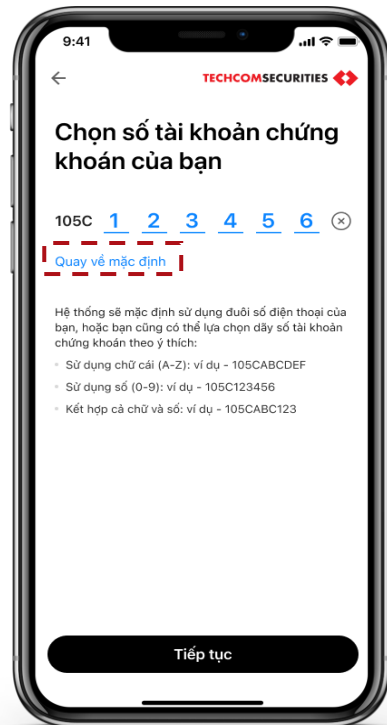 9:41
TECHCOMSECURITIES
Chọn số tài khoản chứng
khoán của bạn
105C 1 2 3 4 5 6
Quay về mặc định
Hệ thống sẽ mặc định sử dụng đuôi số điện thoại của
bạn, hoặc bạn cũng có thể lựa chọn dãy số tài khoản
chứng khoán theo ý thích:
• Sử dụng chữ cái (A-Z): ví dụ - 105CABCDEF
• Sử dụng số (0-9): ví dụ - 105C123456
• Kết hợp cả chữ và số: ví dụ - 105CABC123
Tiếp tục